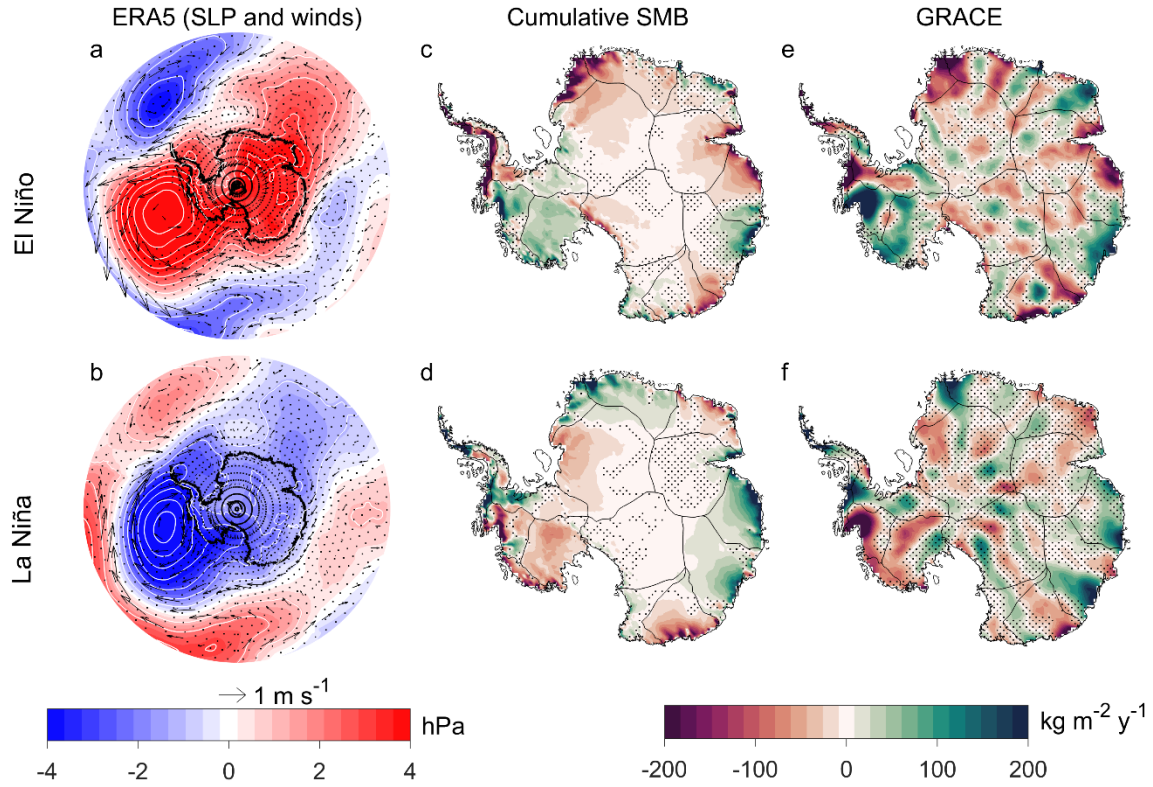 ERA5 (SLP and winds) Cumulative SMB GRACE
a c e
El Niño
b d f
La Niña
→ 1 m s⁻¹
hPa kg m⁻² y⁻¹
-4 -2 0 2 4 -200 -100 0 100 200